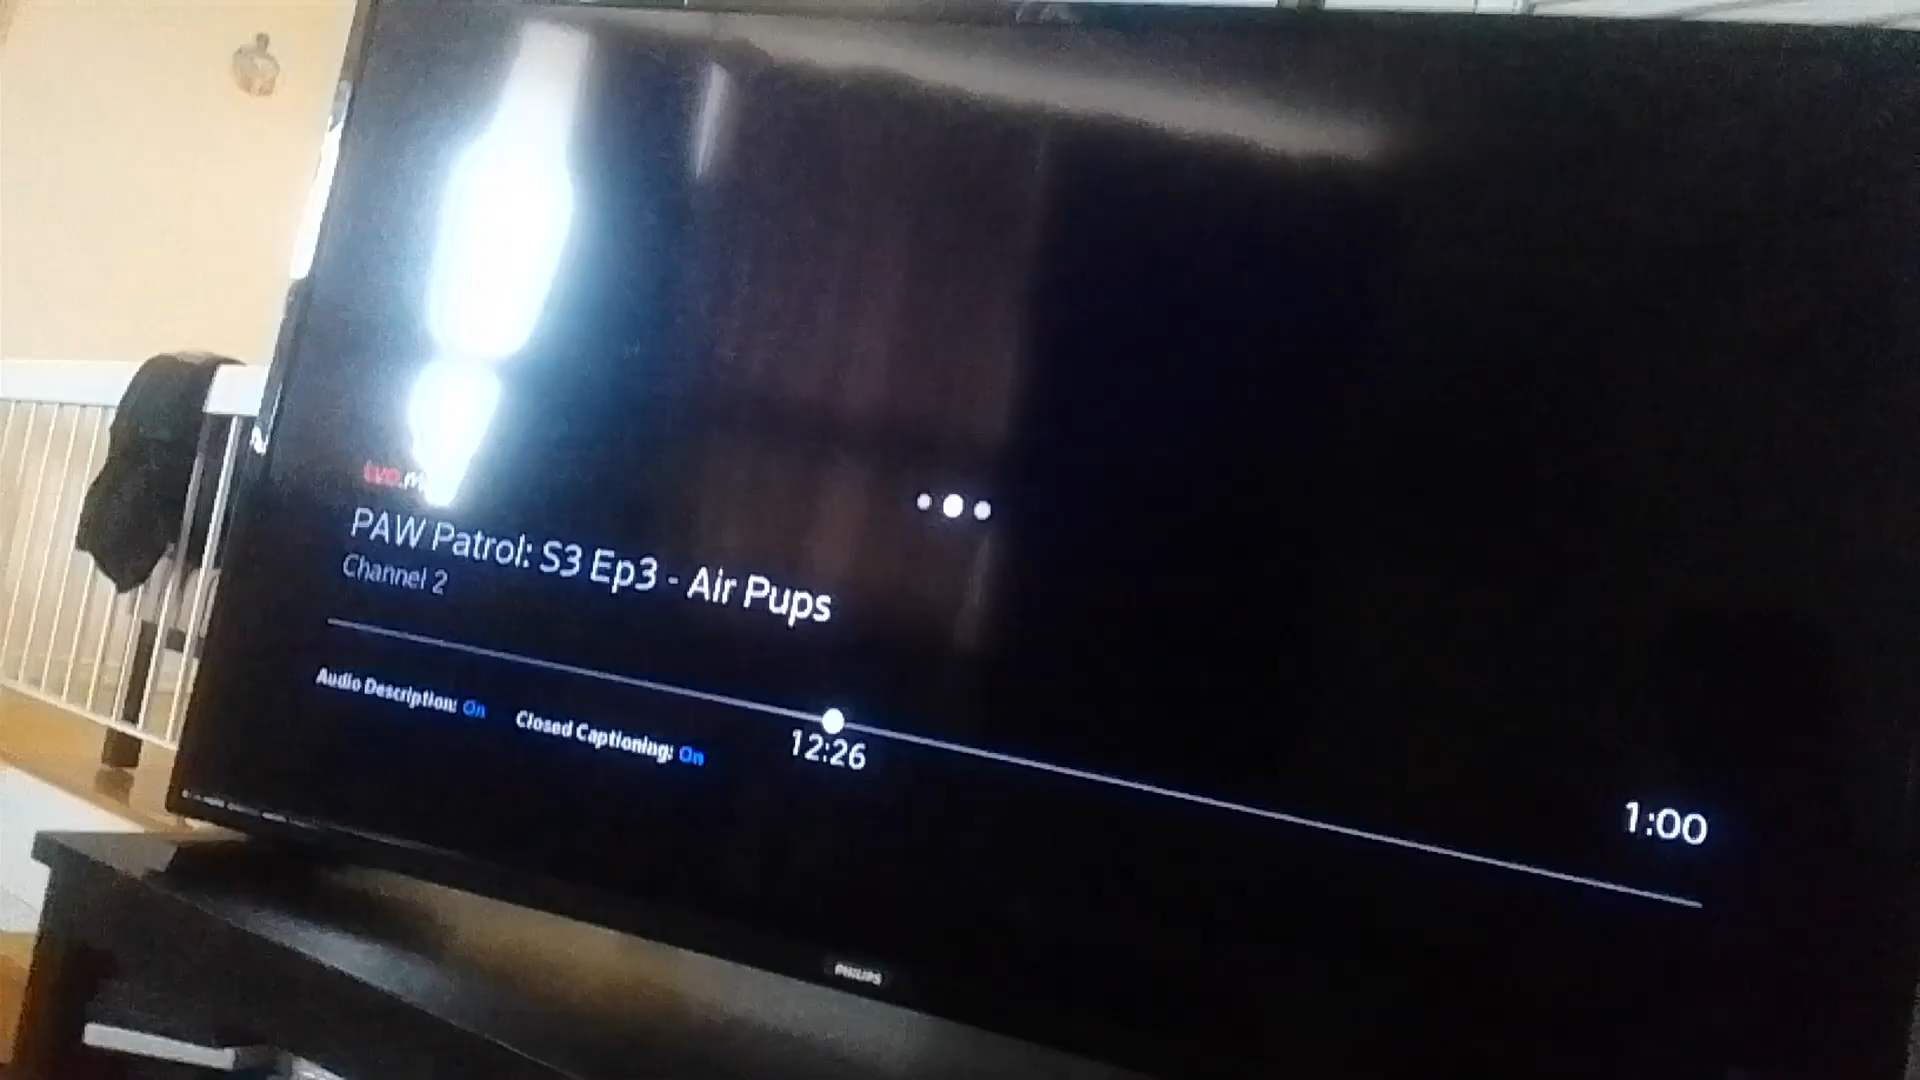 tvo.m
PAW Patrol: S3 Ep3 - Air Pups
Channel 2
12:26
1:00
Audio Description: On Closed Captioning: On
PHILIPS